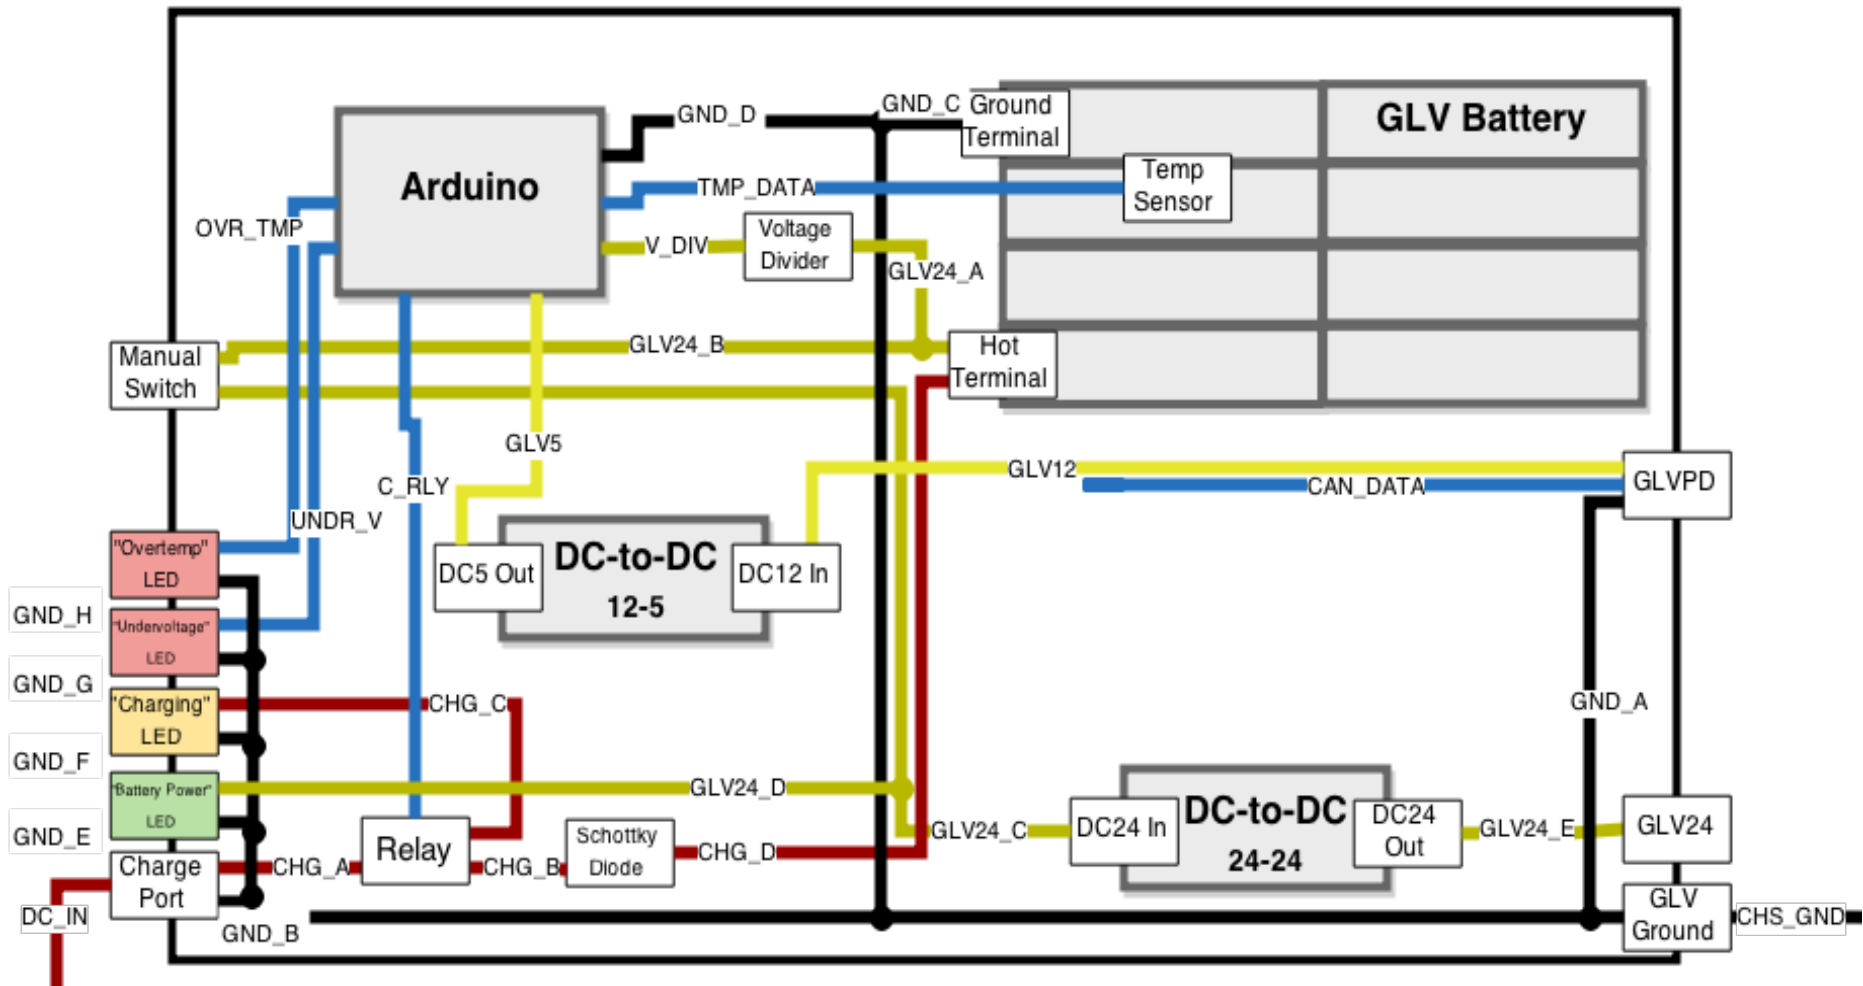 GND_D
GND_C
Ground
Terminal
GLV Battery
Arduino
TMP_DATA
Temp
Sensor
OVR_TMP
V_DIV
Voltage
Divider
GLV24_A
Manual
Switch
GLV24_B
Hot
Terminal
GLV5
C_RLY
GLV12
CAN_DATA
GLVPD
UNDR_V
"Overtemp"
LED
DC5 Out
DC-to-DC
12-5
DC12 In
GND_H
"Undervoltage"
LED
GND_G
"Charging"
LED
CHG_C
GND_A
GND_F
"Battery Power"
LED
GLV24_D
GND_E
Charge
Port
CHG_A
Relay
CHG_B
Schottky
Diode
CHG_D
GLV24_C
DC24 In
DC-to-DC
24-24
DC24
Out
GLV24_E
GLV24
DC_IN
GND_B
GLV
Ground
CHS_GND